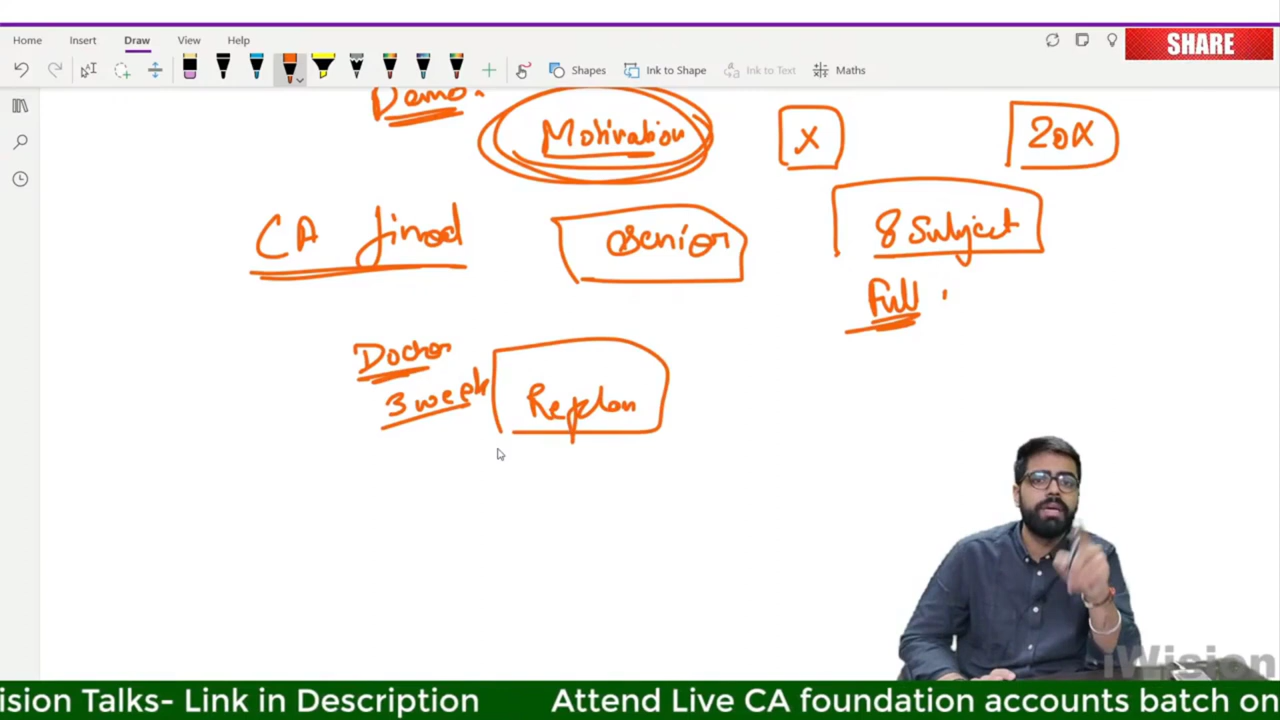 Home Insert Draw View Help
SHARE
Shapes Ink to Shape Ink to Text Maths
Demo.
Motivation X 20X
CA final Senior 8 Subject
Full
Doctor
3 week Replan
iWision
ision Talks- Link in Description Attend Live CA foundation accounts batch on